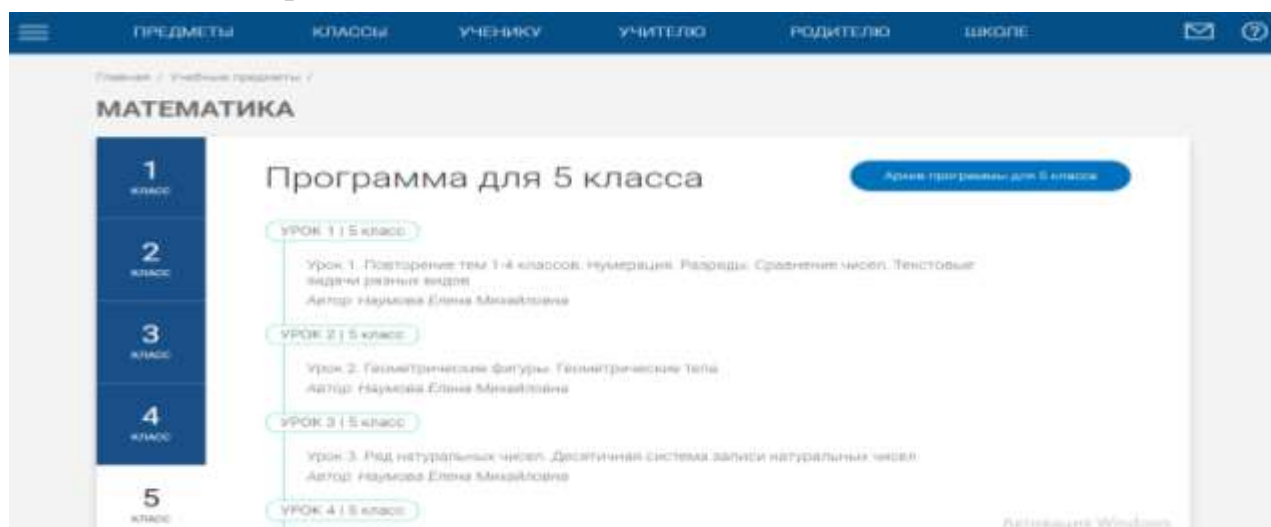 ПРЕДМЕТЫ КЛАССЫ УЧЕНИКУ УЧИТЕЛЮ РОДИТЕЛЮ ШКОЛЕ
Главная / Учебные предметы /
МАТЕМАТИКА
1
класс
Программа для 5 класса
Архив программы для 5 класса
УРОК 1 | 5 класс
Урок 1. Повторение тем 1-4 классов. Нумерация. Разряды. Сравнение чисел. Текстовые
задачи разных видов
Автор: Наумова Елена Михайловна
2
класс
УРОК 2 | 5 класс
Урок 2. Геометрические фигуры. Геометрические тела
Автор: Наумова Елена Михайловна
3
класс
УРОК 3 | 5 класс
Урок 3. Ряд натуральных чисел. Десятичная система записи натуральных чисел
Автор: Наумова Елена Михайловна
4
класс
УРОК 4 | 5 класс
5
класс
Активация Windows